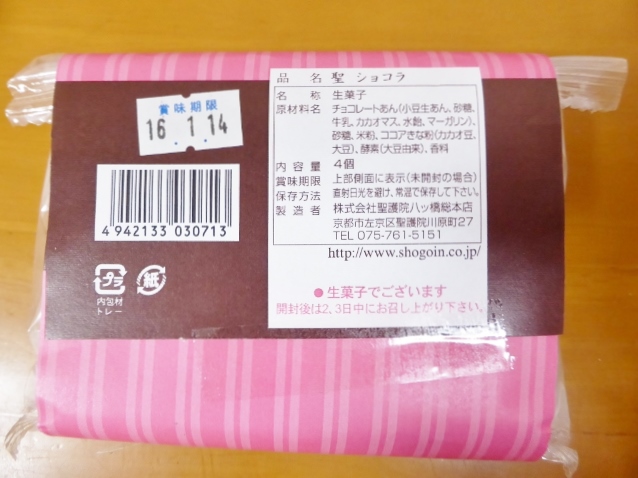 賞味期限
16. 1.14
4942133 030713
プラ
紙
内包材
トレー
品 名 聖 ショコラ
名 称 生菓子
原材料名 チョコレートあん(小豆生あん、砂糖、
牛乳、カカオマス、水飴、マーガリン)、
砂糖、米粉、ココアきな粉(カカオ豆、
大豆)、酵素(大豆由来)、香料
内 容 量 4個
賞味期限 上部側面に表示(未開封の場合)
保存方法 直射日光を避け、常温で保存して下さい。
製 造 者 株式会社聖護院八ッ橋総本店
京都市左京区聖護院川原町27
TEL 075-761-5151
http://www.shogoin.co.jp/
●生菓子でございます
開封後は2、3日中にお召し上がり下さい。